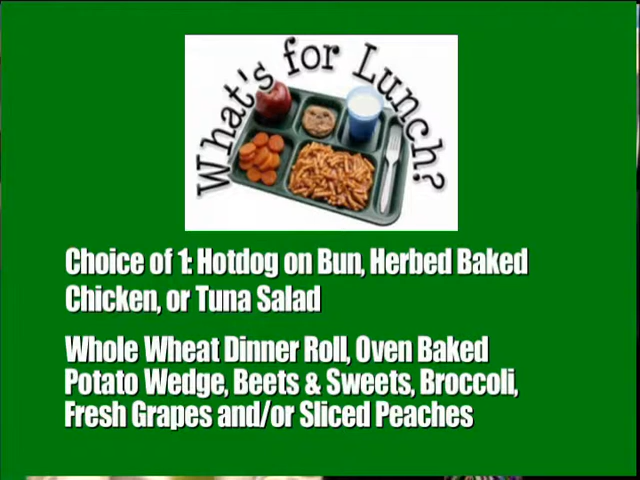 What's for Lunch?
Choice of 1: Hotdog on Bun, Herbed Baked
Chicken, or Tuna Salad
Whole Wheat Dinner Roll, Oven Baked
Potato Wedge, Beets & Sweets, Broccoli,
Fresh Grapes and/or Sliced Peaches